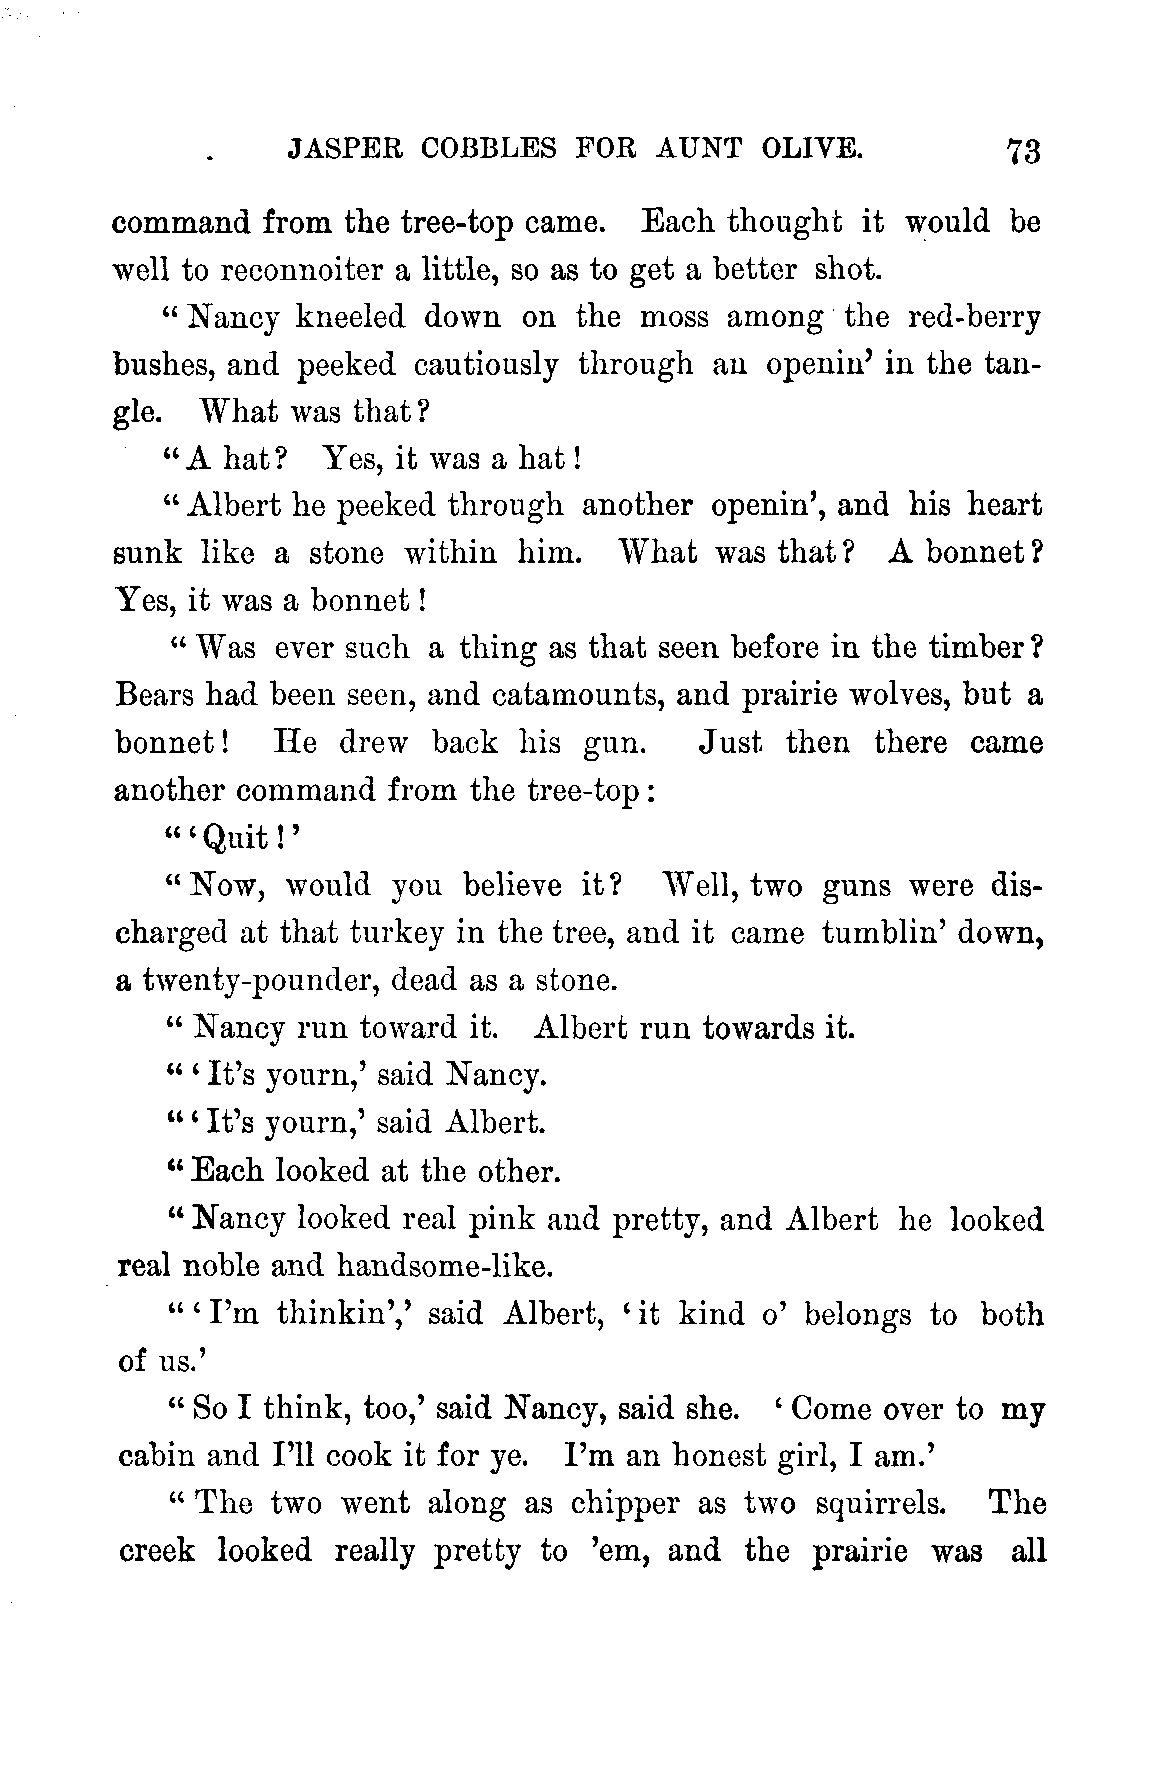 JASPER COBBLES FOR AUNT OLIVE. 73
command from the tree-top came. Each thought it would be
well to reconnoiter a little, so as to get a better shot.
“Nancy kneeled down on the moss among the red-berry
bushes, and peeked cautiously through an openin’ in the tan-
gle. What was that?
“A hat? Yes, it was a hat!
“Albert he peeked through another openin’, and his heart
sunk like a stone within him. What was that? A bonnet?
Yes, it was a bonnet!
“Was ever such a thing as that seen before in the timber?
Bears had been seen, and catamounts, and prairie wolves, but a
bonnet! He drew back his gun. Just then there came
another command from the tree-top:
“‘Quit!’
“Now, would you believe it? Well, two guns were dis-
charged at that turkey in the tree, and it came tumblin’ down,
a twenty-pounder, dead as a stone.
“Nancy run toward it. Albert run towards it.
“‘It’s yourn,’ said Nancy.
“‘It’s yourn,’ said Albert.
“Each looked at the other.
“Nancy looked real pink and pretty, and Albert he looked
real noble and handsome-like.
“‘I’m thinkin’,’ said Albert, ‘it kind o’ belongs to both
of us.’
“So I think, too,’ said Nancy, said she. ‘Come over to my
cabin and I’ll cook it for ye. I’m an honest girl, I am.’
“The two went along as chipper as two squirrels. The
creek looked really pretty to ’em, and the prairie was all